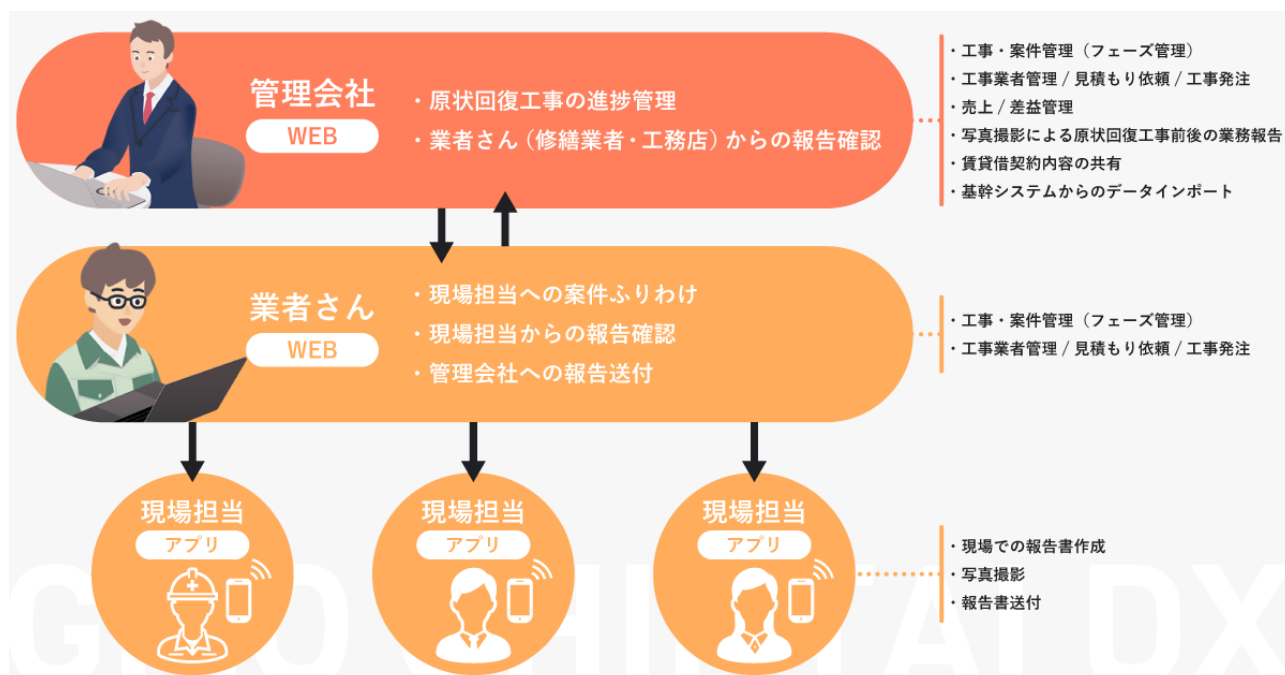 管理会社
WEB
・原状回復工事の進捗管理
・業者さん（修繕業者・工務店）からの報告確認
・工事・案件管理（フェーズ管理）
・工事業者管理 / 見積もり依頼 / 工事発注
・売上 / 差益管理
・写真撮影による原状回復工事前後の業務報告
・賃貸借契約内容の共有
・基幹システムからのデータインポート
業者さん
WEB
・現場担当への案件ふりわけ
・現場担当からの報告確認
・管理会社への報告送付
・工事・案件管理（フェーズ管理）
・工事業者管理 / 見積もり依頼 / 工事発注
現場担当
アプリ
現場担当
アプリ
現場担当
アプリ
・現場での報告書作成
・写真撮影
・報告書送付